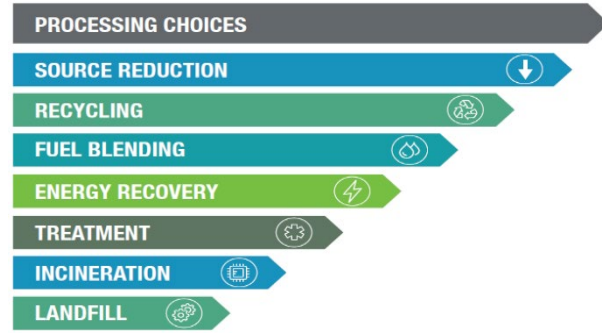 PROCESSING CHOICES
SOURCE REDUCTION
RECYCLING
FUEL BLENDING
ENERGY RECOVERY
TREATMENT
INCINERATION
LANDFILL